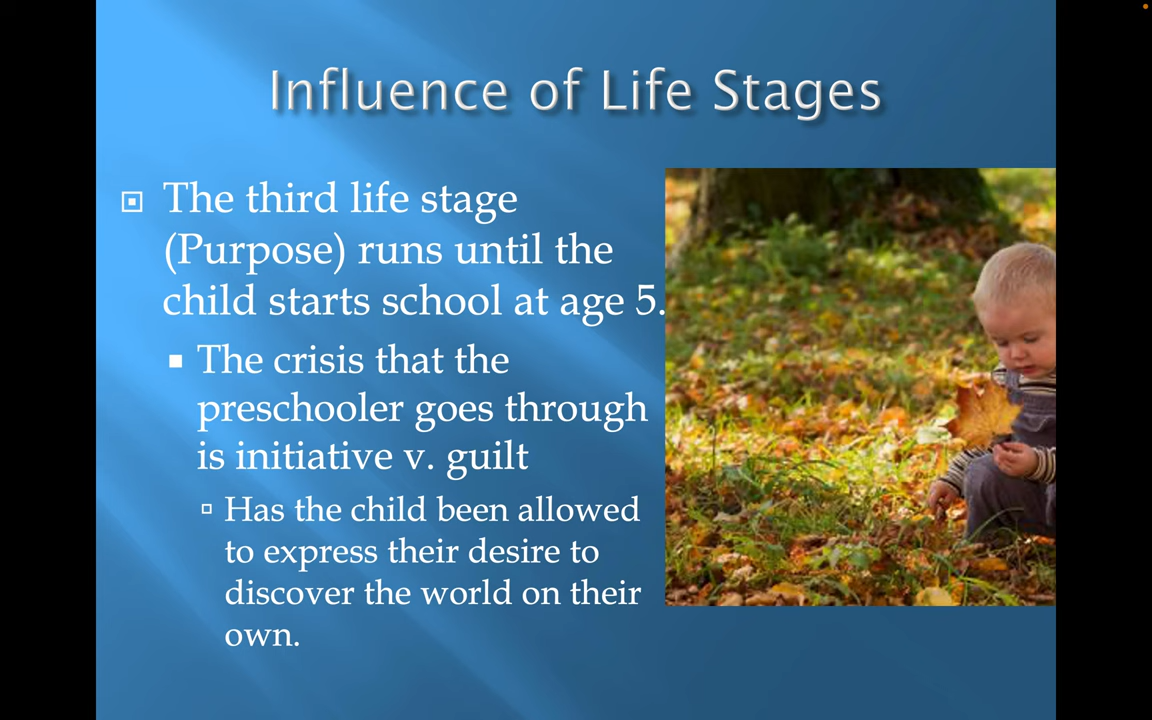 Influence of Life Stages
The third life stage
(Purpose) runs until the
child starts school at age 5.
The crisis that the
preschooler goes through
is initiative v. guilt
Has the child been allowed
to express their desire to
discover the world on their
own.